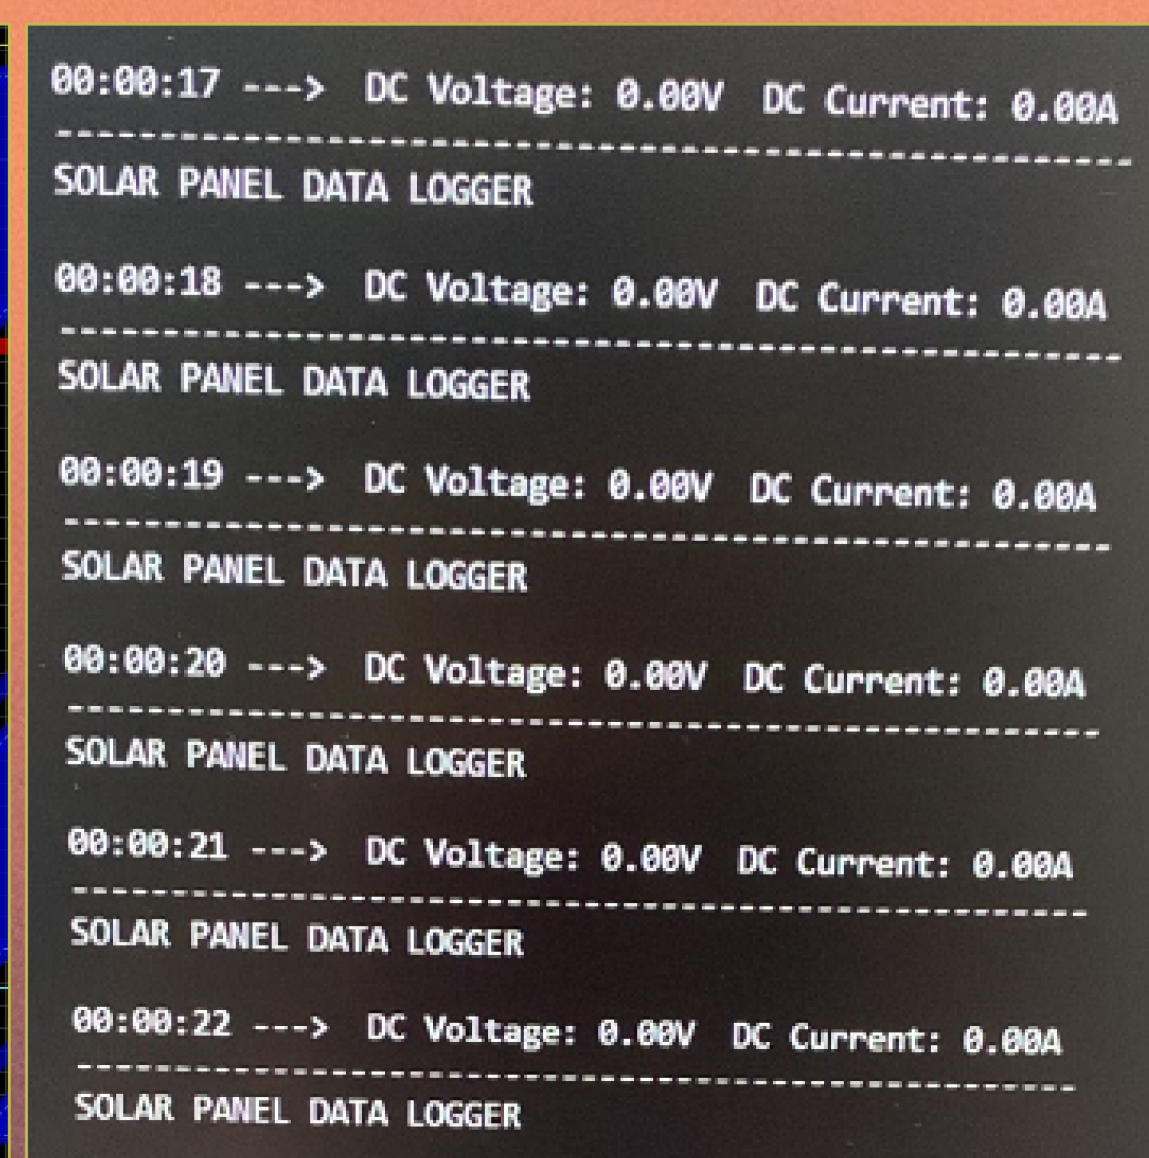 00:00:17 ---> DC Voltage: 0.00V DC Current: 0.00A
-----------------------------------------------------
SOLAR PANEL DATA LOGGER
00:00:18 ---> DC Voltage: 0.00V DC Current: 0.00A
-----------------------------------------------------
SOLAR PANEL DATA LOGGER
00:00:19 ---> DC Voltage: 0.00V DC Current: 0.00A
-----------------------------------------------------
SOLAR PANEL DATA LOGGER
00:00:20 ---> DC Voltage: 0.00V DC Current: 0.00A
-----------------------------------------------------
SOLAR PANEL DATA LOGGER
00:00:21 ---> DC Voltage: 0.00V DC Current: 0.00A
-----------------------------------------------------
SOLAR PANEL DATA LOGGER
00:00:22 ---> DC Voltage: 0.00V DC Current: 0.00A
-----------------------------------------------------
SOLAR PANEL DATA LOGGER